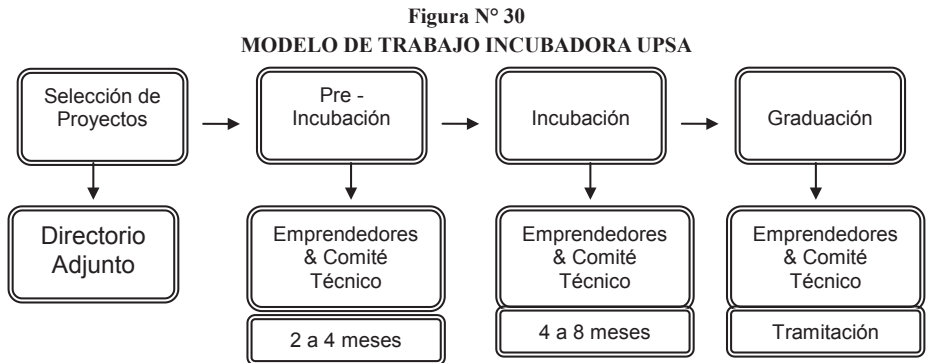 Figura N° 30
MODELO DE TRABAJO INCUBADORA UPSA
Selección de
Proyectos
Pre -
Incubación
Incubación
Graduación
Directorio
Adjunto
Emprendedores
& Comité
Técnico
Emprendedores
& Comité
Técnico
Emprendedores
& Comité
Técnico
2 a 4 meses
4 a 8 meses
Tramitación